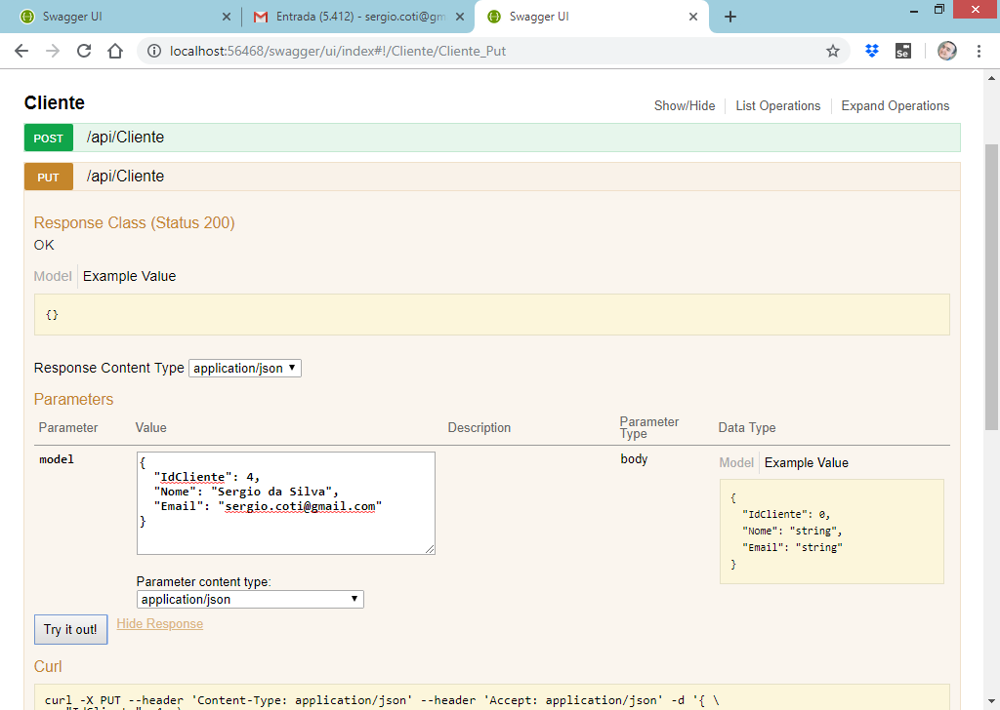 Swagger UI
Entrada (5.412) - sergio.coti@gm
Swagger UI
localhost:56468/swagger/ui/index#!/Cliente/Cliente_Put
Se
Cliente
Show/Hide
List Operations
Expand Operations
POST /api/Cliente
PUT /api/Cliente
Response Class (Status 200)
OK
Model Example Value
{}
Response Content Type application/json
Parameters
Parameter Value Description Parameter Type Data Type
model
{
"IdCliente": 4,
"Nome": "Sergio da Silva",
"Email": "sergio.coti@gmail.com"
}
body
Model Example Value
{
"IdCliente": 0,
"Nome": "string",
"Email": "string"
}
Parameter content type:
application/json
Try it out! Hide Response
Curl
curl -X PUT --header 'Content-Type: application/json' --header 'Accept: application/json' -d '{ \